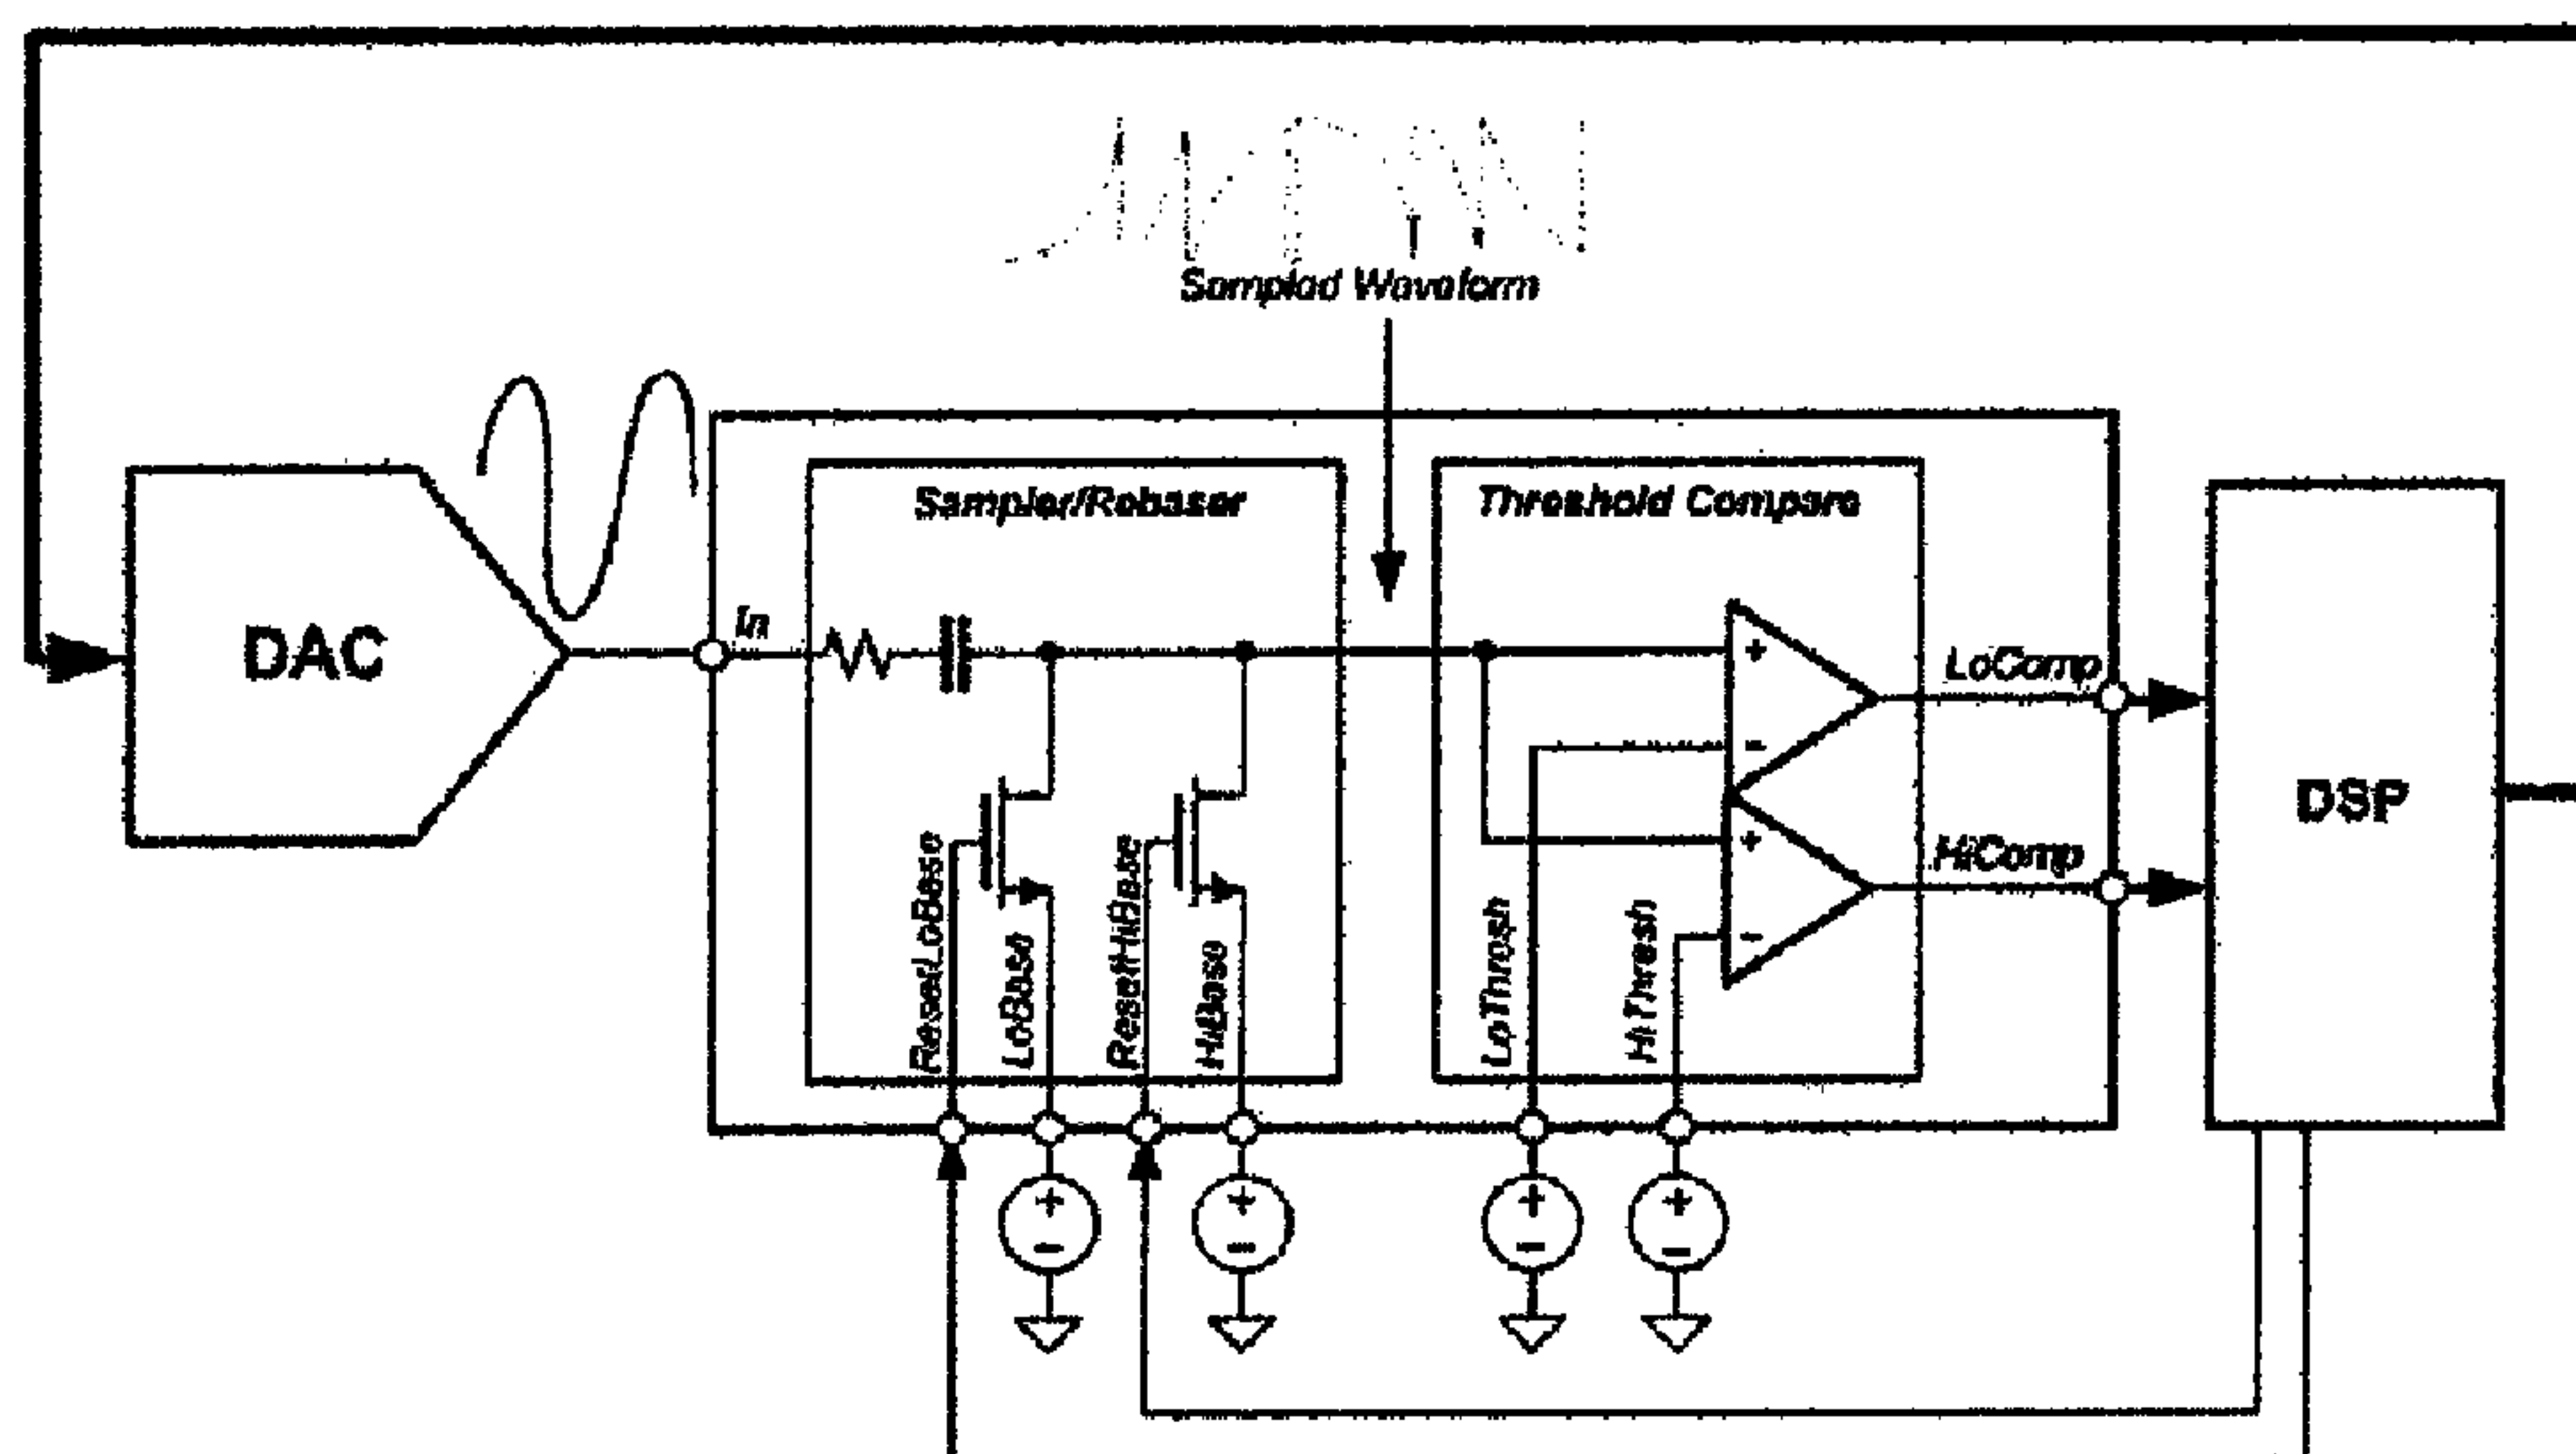 Sampled Waveform
Sampler/Rebaser
Threshold Compare
DAC
In
+
-
+
-
LoComp
HiComp
DSP
ResetLoBase
LoBase
ResetHiBase
HiBase
LoThresh
HiThresh
+
-
+
-
+
-
+
-